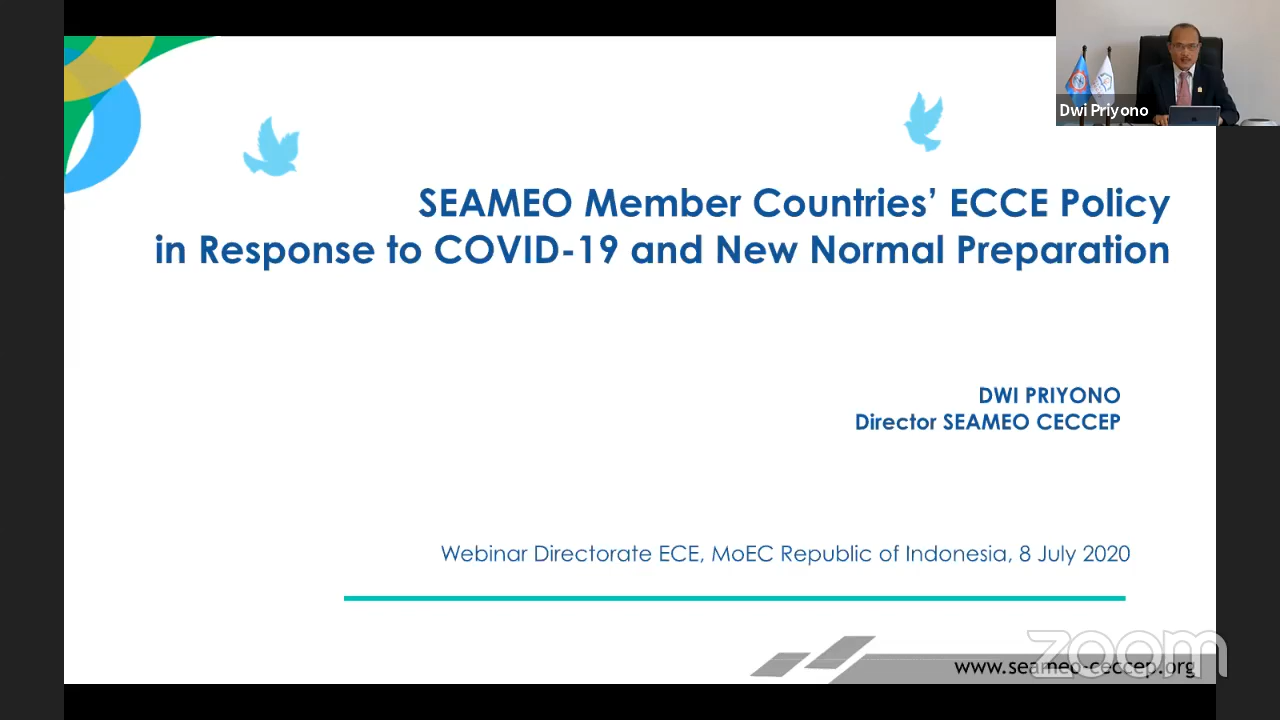 Dwi Priyono
SEAMEO Member Countries’ ECCE Policy
in Response to COVID-19 and New Normal Preparation
DWI PRIYONO
Director SEAMEO CECCEP
Webinar Directorate ECE, MoEC Republic of Indonesia, 8 July 2020
zoom
www.seameo-ceccep.org